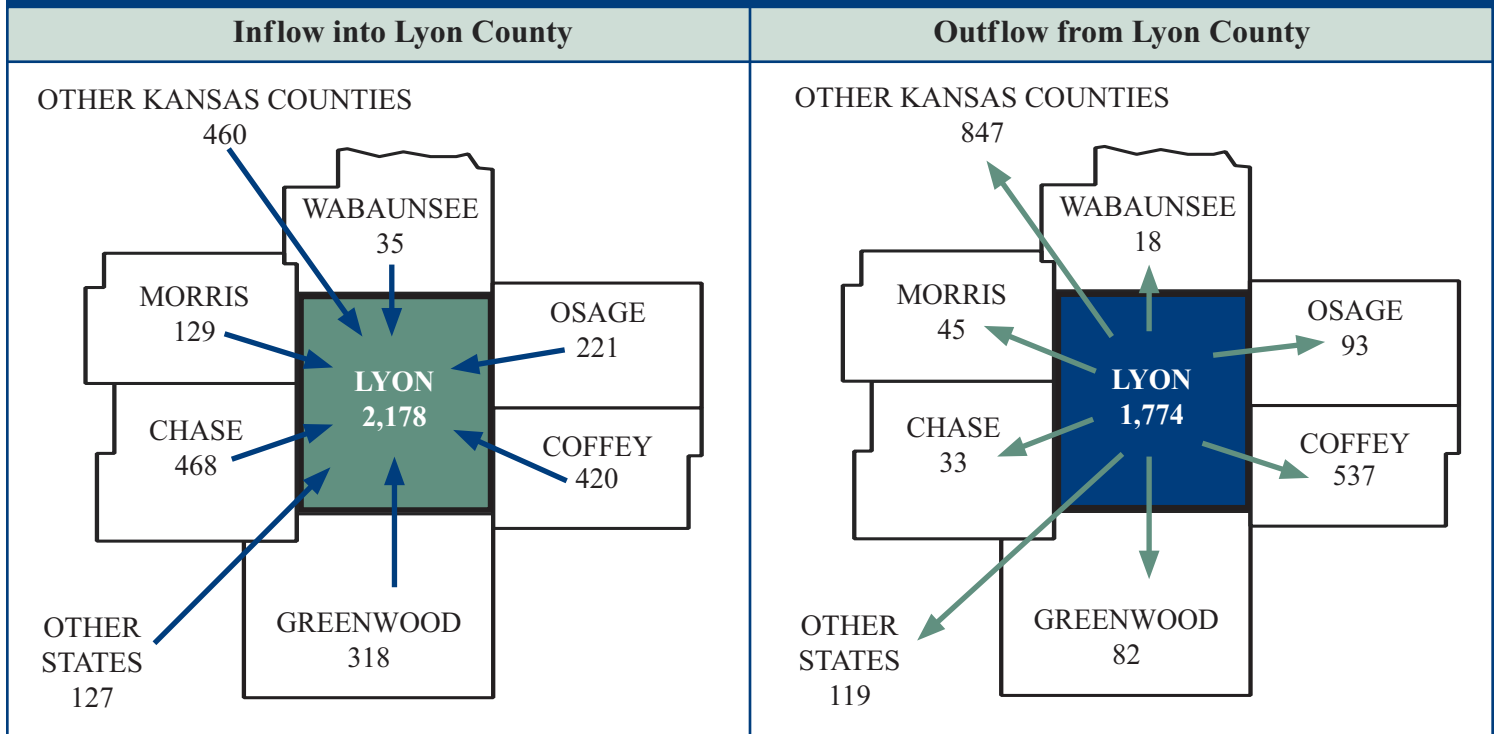 Inflow into Lyon County
OTHER KANSAS COUNTIES
460
WABAUNSEE
35
MORRIS
129
OSAGE
221
LYON
2,178
CHASE
468
COFFEY
420
GREENWOOD
318
OTHER
STATES
127
Outflow from Lyon County
OTHER KANSAS COUNTIES
847
WABAUNSEE
18
MORRIS
45
OSAGE
93
LYON
1,774
CHASE
33
COFFEY
537
GREENWOOD
82
OTHER
STATES
119